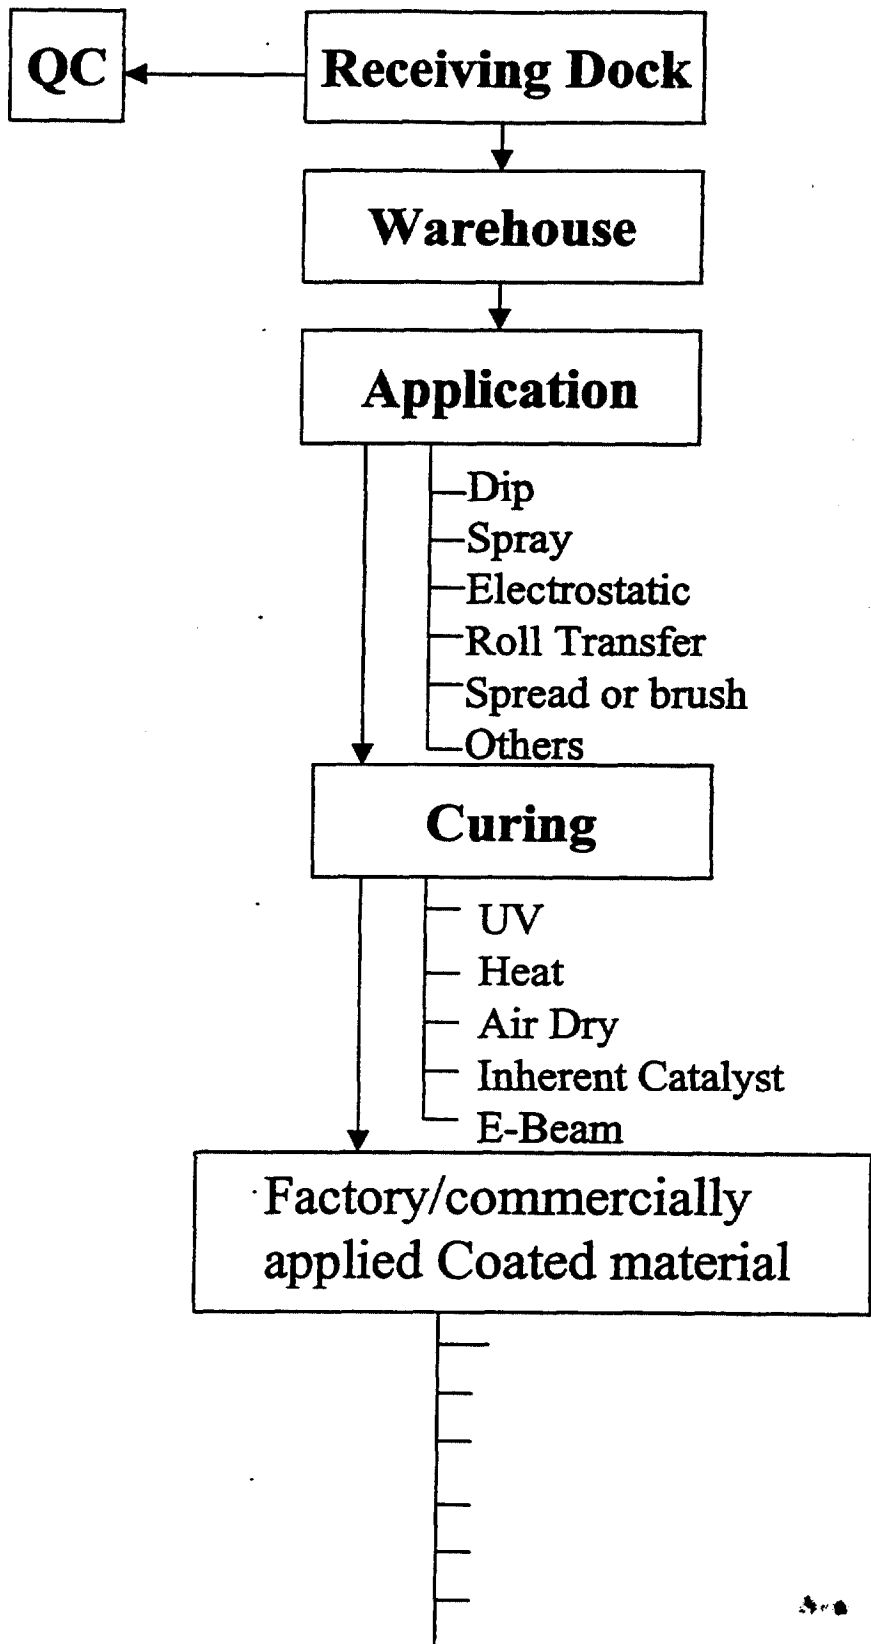 QC
Receiving Dock
Warehouse
Application
Dip
Spray
Electrostatic
Roll Transfer
Spread or brush
Others
Curing
UV
Heat
Air Dry
Inherent Catalyst
E-Beam
Factory/commercially
applied Coated material